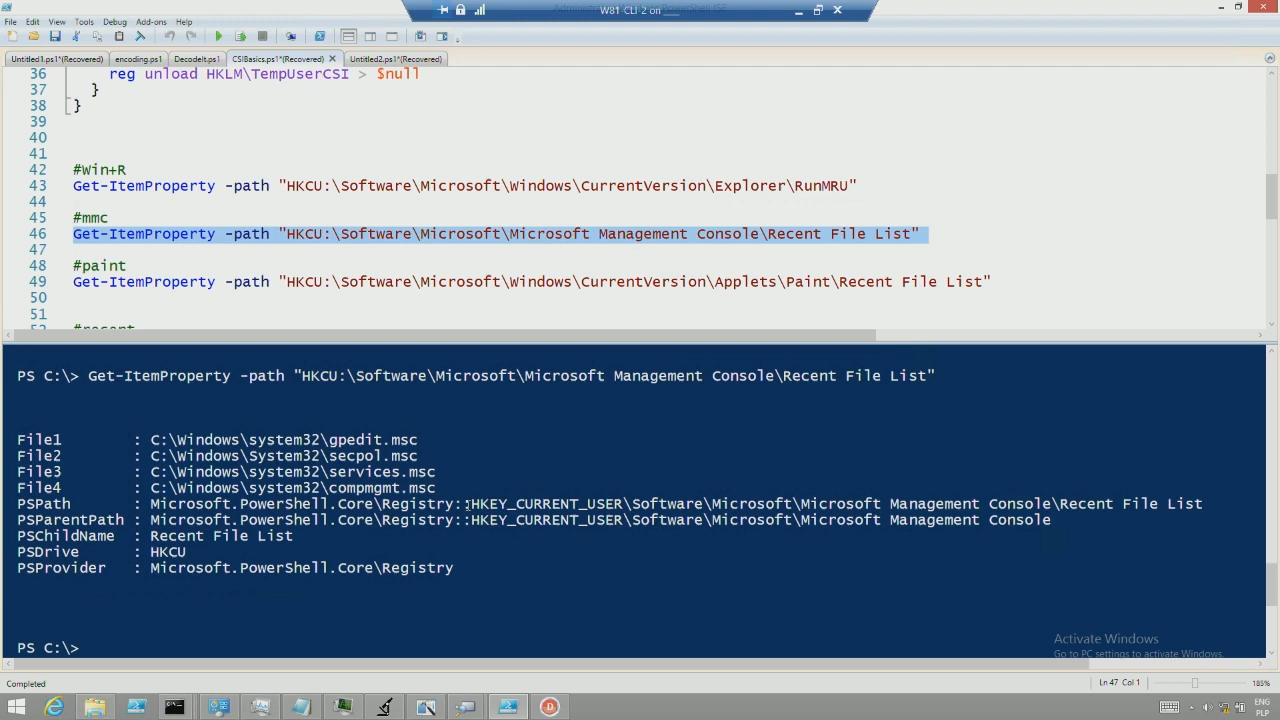 W81-CLI-2 on
File Edit View Tools Debug Add-ons Help
Untitled1.ps1*(Recovered) encoding.ps1 DecodeIt.ps1 CSIBasics.ps1*(Recovered) Untitled2.ps1*(Recovered)
36 reg unload HKLM\TempUserCSI > $null
37 }
38 }
39
40
41
42 #Win+R
43 Get-ItemProperty -path "HKCU:\Software\Microsoft\Windows\CurrentVersion\Explorer\RunMRU"
44
45 #mmc
46 Get-ItemProperty -path "HKCU:\Software\Microsoft\Microsoft Management Console\Recent File List"
47
48 #paint
49 Get-ItemProperty -path "HKCU:\Software\Microsoft\Windows\CurrentVersion\Applets\Paint\Recent File List"
50
51
52 #recent
PS C:\> Get-ItemProperty -path "HKCU:\Software\Microsoft\Microsoft Management Console\Recent File List"
File1 : C:\Windows\system32\gpedit.msc
File2 : C:\Windows\system32\secpol.msc
File3 : C:\Windows\system32\services.msc
File4 : C:\Windows\system32\compmgmt.msc
PSPath : Microsoft.PowerShell.Core\Registry::HKEY_CURRENT_USER\Software\Microsoft\Microsoft Management Console\Recent File List
PSParentPath : Microsoft.PowerShell.Core\Registry::HKEY_CURRENT_USER\Software\Microsoft\Microsoft Management Console
PSChildName : Recent File List
PSDrive : HKCU
PSProvider : Microsoft.PowerShell.Core\Registry
PS C:\>
Activate Windows
Go to PC settings to activate Windows.
Completed Ln 47 Col 1 185%
ENG
PLP